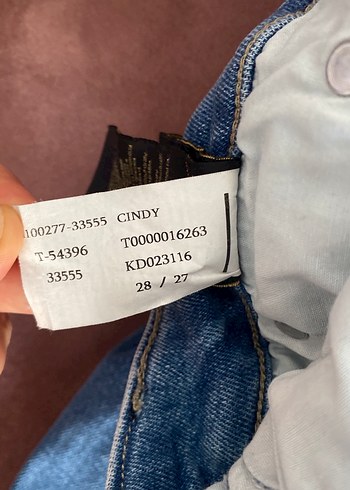 100277-33555 CINDY
T-54396 T0000016263
33555 KD023116
28 / 27